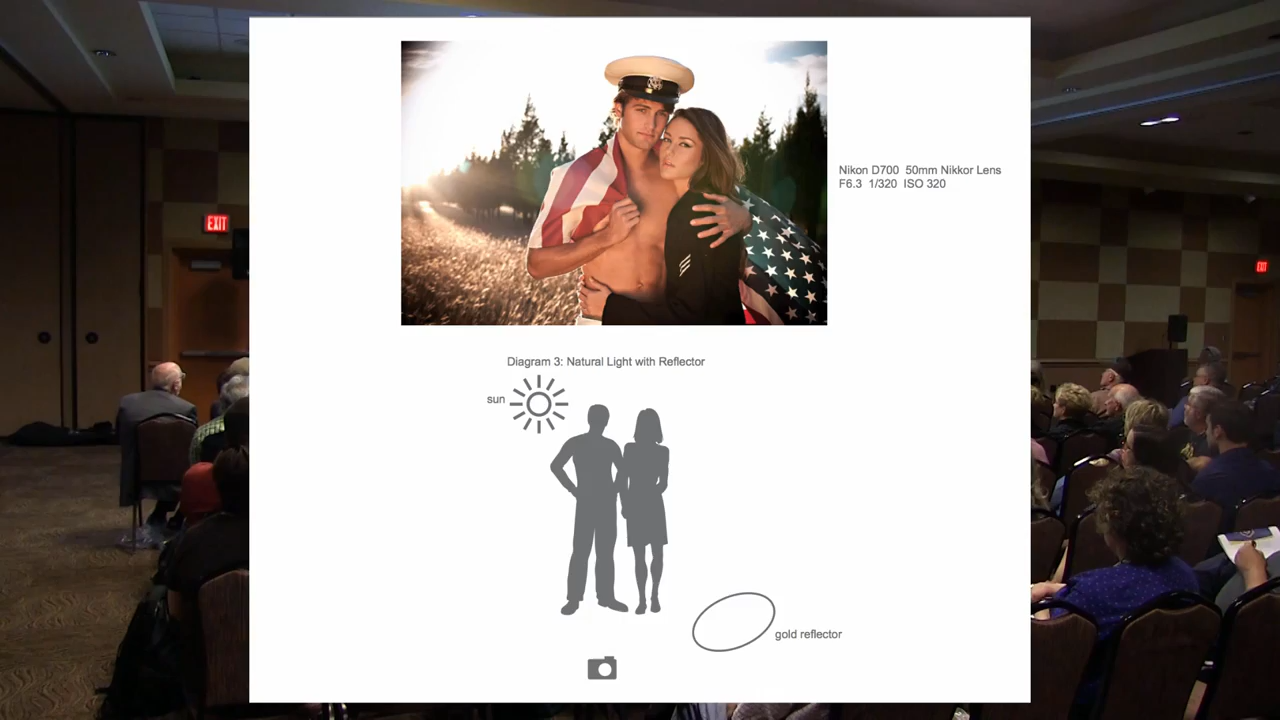 EXIT
Nikon D700 50mm Nikkor Lens
F6.3 1/320 ISO 320
EXIT
Diagram 3: Natural Light with Reflector
sun
gold reflector